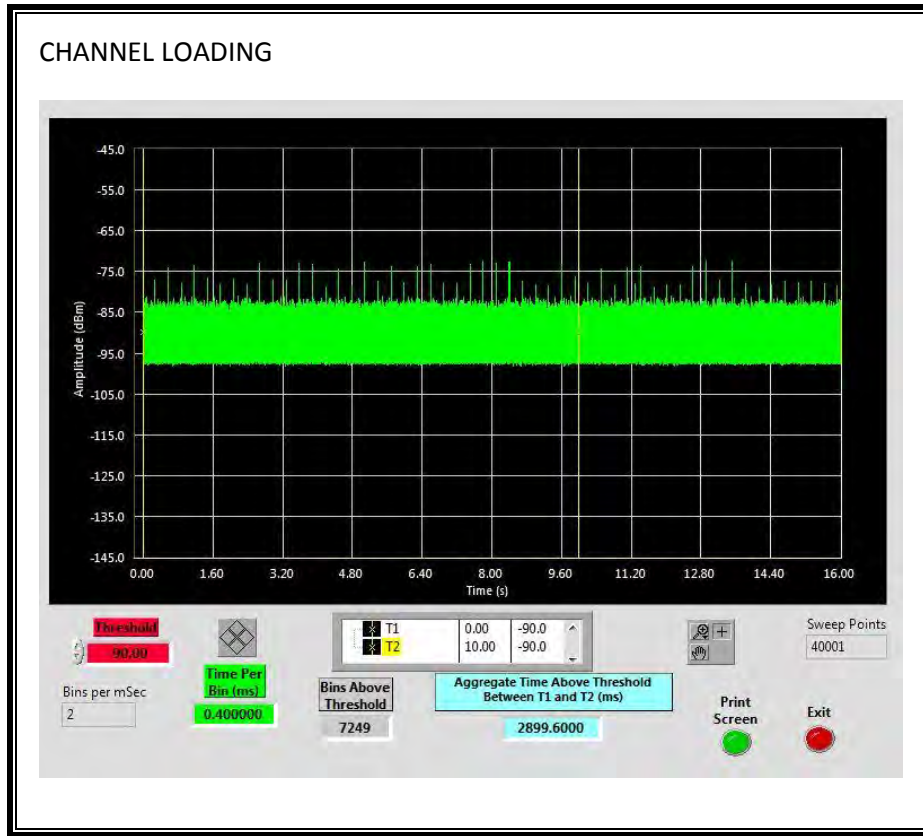 CHANNEL LOADING
-45.0
-55.0
-65.0
-75.0
-85.0
-95.0
-105.0
-115.0
-125.0
-135.0
-145.0
Amplitude (dBm)
0.00 1.60 3.20 4.80 6.40 8.00 9.60 11.20 12.80 14.40 16.00
Time (s)
Threshold
-90.00
Bins per mSec
2
Time Per
Bin (ms)
0.400000
T1 0.00 -90.0
T2 10.00 -90.0
Bins Above
Threshold
7249
Aggregate Time Above Threshold
Between T1 and T2 (ms)
2899.6000
Sweep Points
40001
Print
Screen
Exit